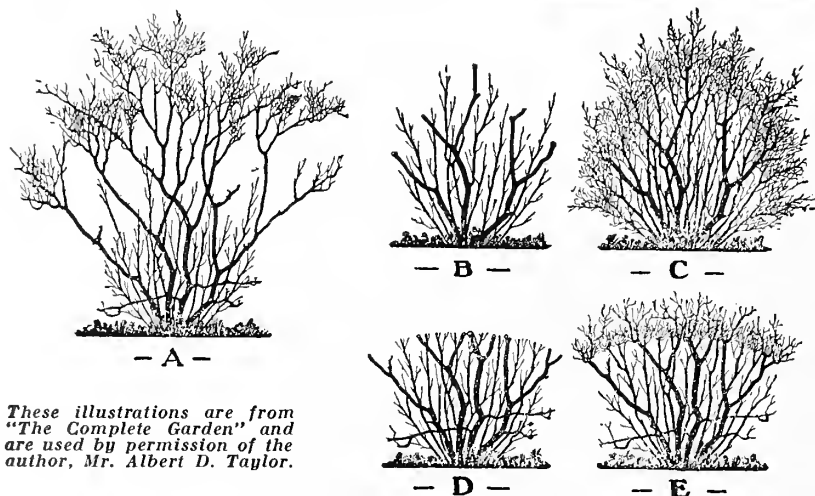 — A —
— B —
— C —
These illustrations are from
"The Complete Garden" and
are used by permission of the
author, Mr. Albert D. Taylor.
— D —
— E —